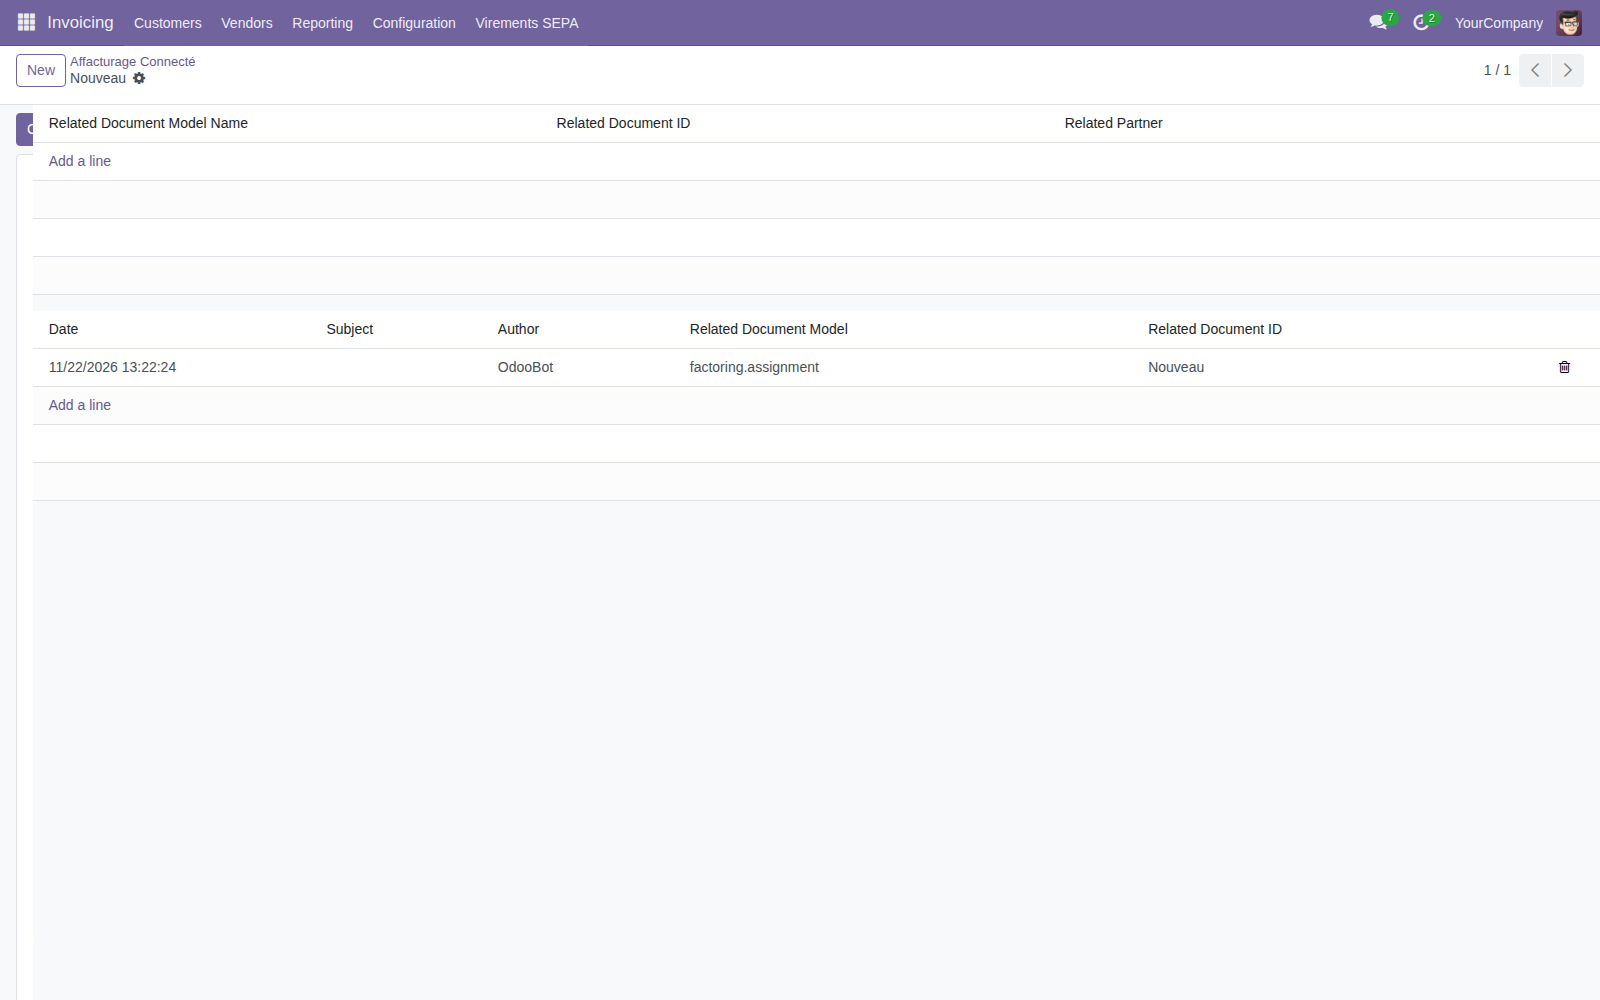 Invoicing Customers Vendors Reporting Configuration Virements SEPA 7 2 YourCompany
New Affacturage Connecté
Nouveau 1 / 1
Related Document Model Name Related Document ID Related Partner
Add a line
Date Subject Author Related Document Model Related Document ID
11/22/2026 13:22:24 OdooBot factoring.assignment Nouveau
Add a line